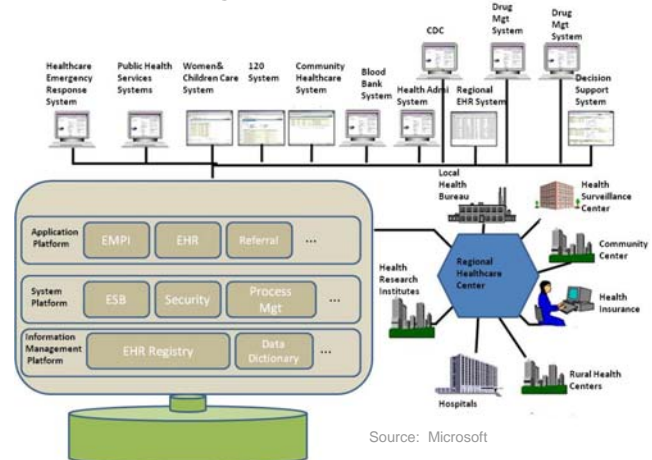 Drug
Mgt
System
Drug
Mgt
System
CDC
Healthcare
Emergency
Response
System
Public Health
Services
Systems
Women&
Children Care
System
120
System
Community
Healthcare
System
Blood
Bank
System
Health Admi
System
Regional
EHR System
Decision
Support
System
Local
Health
Bureau
Health
Surveillance
Center
Application
Platform
EMPI
EHR
Referral
...
Community
Center
Regional
Healthcare
Center
Health
Research
Institutes
System
Platform
ESB
Security
Process
Mgt
...
Health
Insurance
Information
Management
Platform
EHR Registry
Data
Dictionary
...
Rural Health
Centers
Hospitals
Source: Microsoft